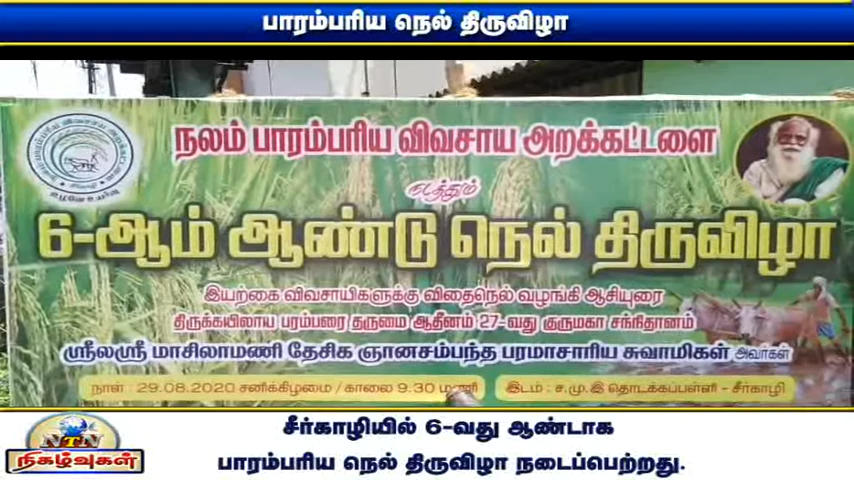 பாரம்பரிய நெல் திருவிழா
நலம் பாரம்பரிய விவசாய அறக்கட்டளை
நடத்தும்
6-ஆம் ஆண்டு நெல் திருவிழா
இயற்கை விவசாயிகளுக்கு விதைநெல் வழங்கி ஆசியுரை
திருக்கயிலாய பரம்பரை தருமை ஆதீனம் 27-வது குருமகா சந்நிதானம்
ஸ்ரீலஸ்ரீ மாசிலாமணி தேசிக ஞானசம்பந்த பரமாசாரிய சுவாமிகள் அவர்கள்
நாள் : 29.08.2020 சனிக்கிழமை / காலை 9.30 மணி
இடம் : ச.மு.இ தொடக்கப்பள்ளி - சீர்காழி
NTN
நிகழ்வுகள்
சீர்காழியில் 6-வது ஆண்டாக
பாரம்பரிய நெல் திருவிழா நடைப்பெற்றது.